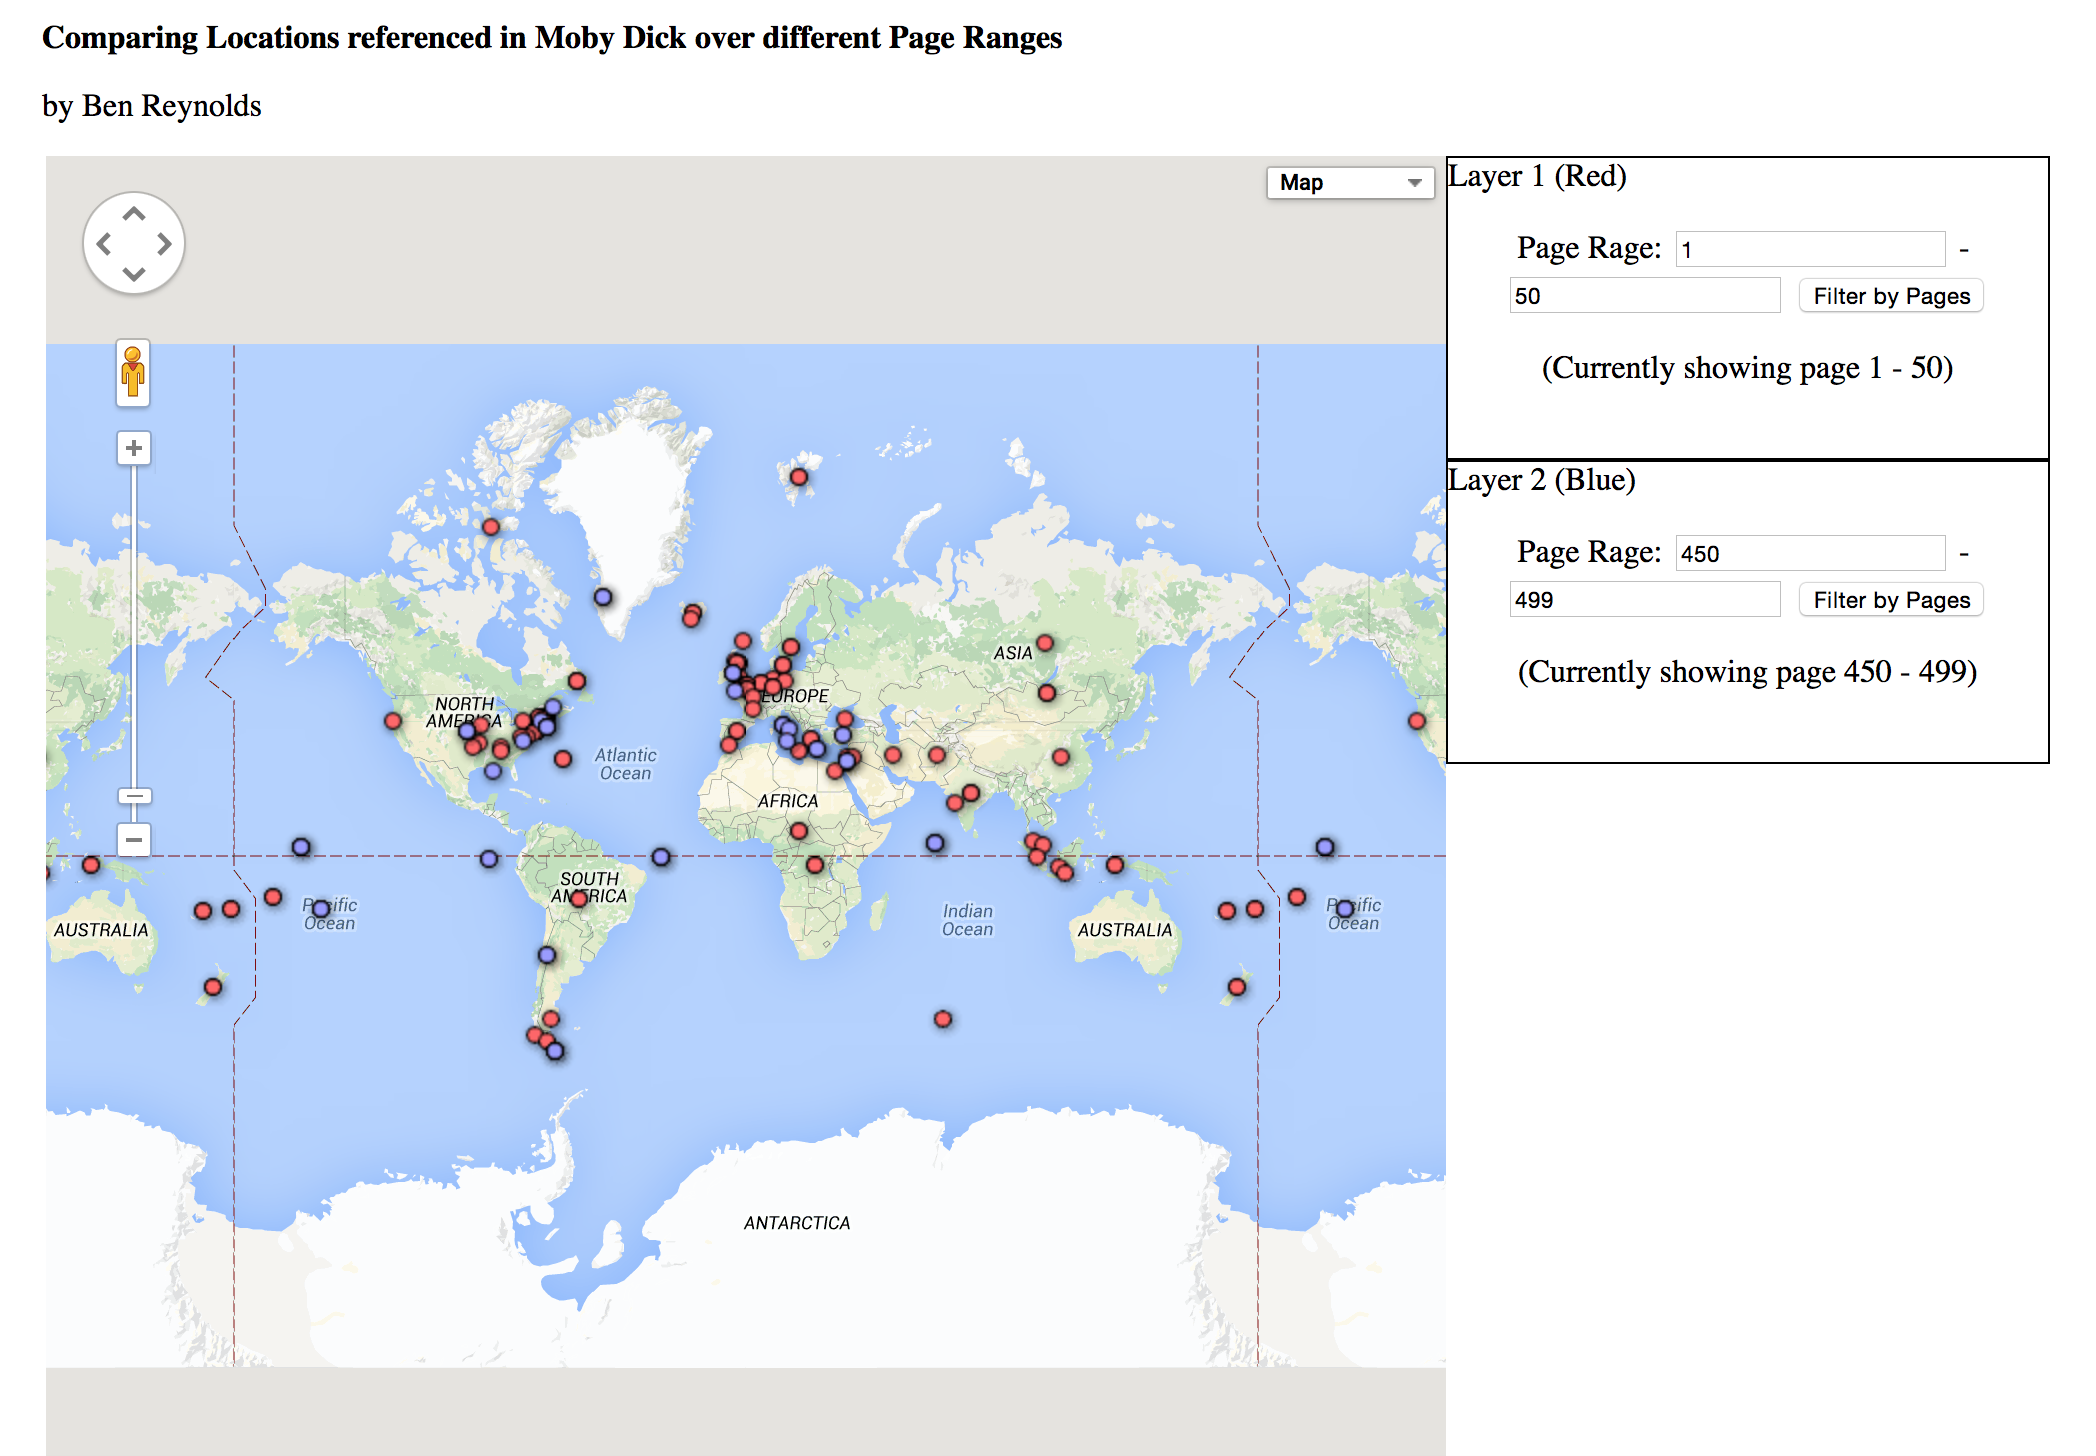 Comparing Locations referenced in Moby Dick over different Page Ranges
by Ben Reynolds
Map
Layer 1 (Red)
Page Rage: 1 -
50 Filter by Pages
(Currently showing page 1 - 50)
Layer 2 (Blue)
Page Rage: 450 -
499 Filter by Pages
(Currently showing page 450 - 499)
ASIA
NORTH
AMERICA
EUROPE
Atlantic
Ocean
AFRICA
SOUTH
AMERICA
Pacific
Ocean
Indian
Ocean
Pacific
Ocean
AUSTRALIA
AUSTRALIA
ANTARCTICA